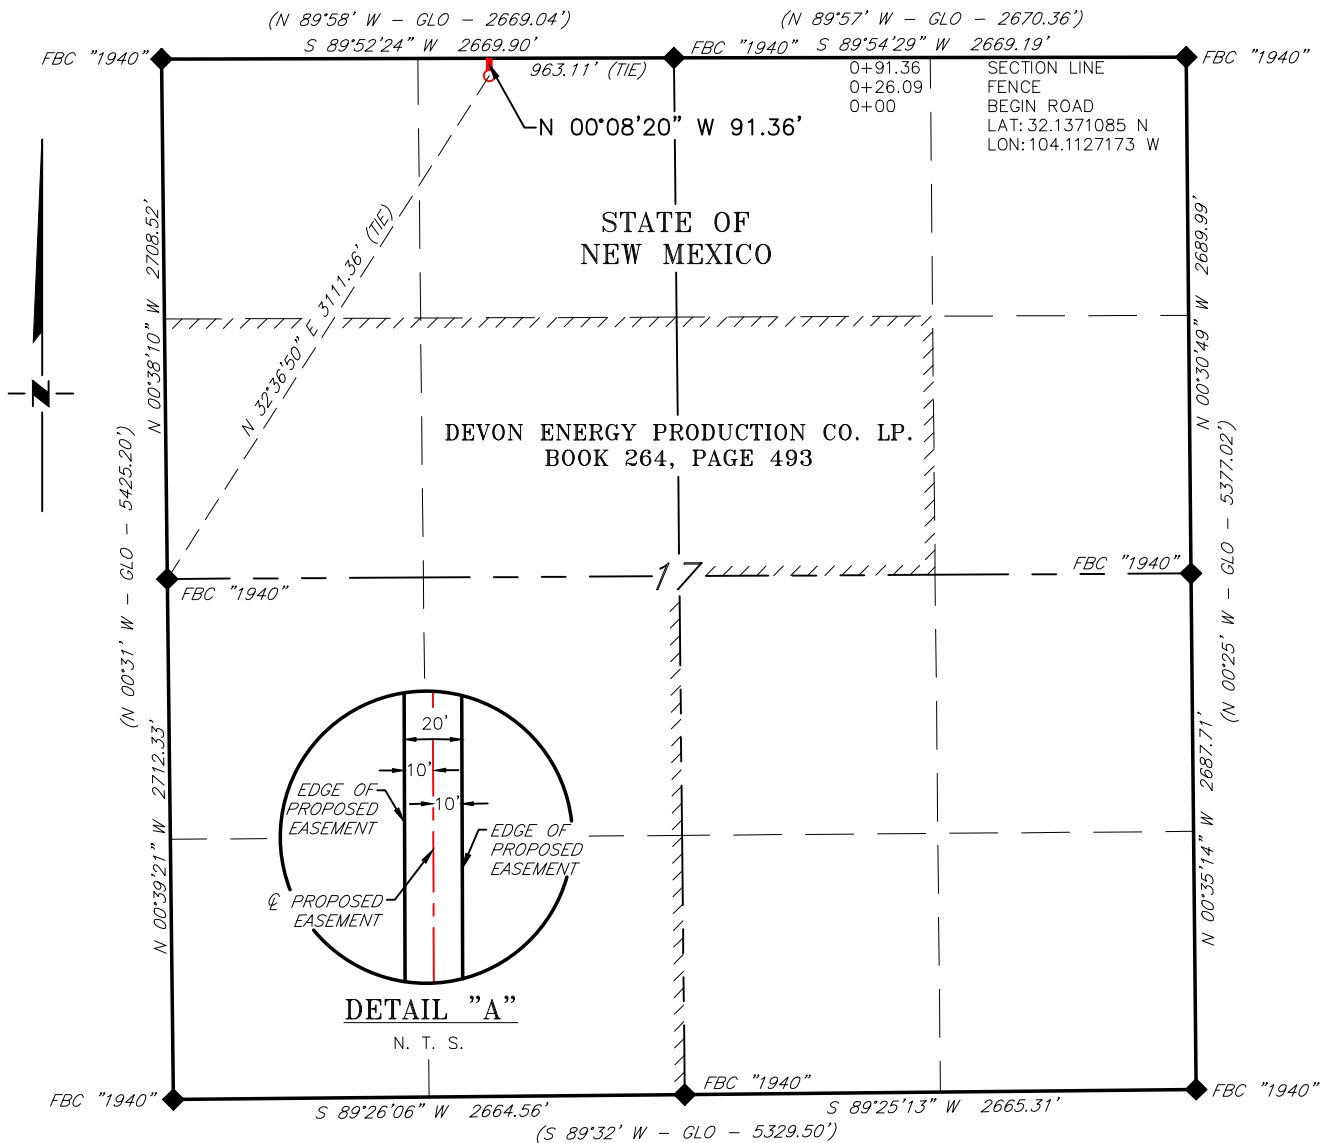 (N 89°58' W - GLO - 2669.04')
(N 89°57' W - GLO - 2670.36')
S 89°52'24" W 2669.90'
S 89°54'29" W 2669.19'
FBC "1940"
FBC "1940"
FBC "1940"
963.11' (TIE)
0+91.36 SECTION LINE
0+26.09 FENCE
0+00 BEGIN ROAD
LAT: 32.1371085 N
LON: 104.1127173 W
N 00°08'20" W 91.36'
STATE OF
NEW MEXICO
N 00°38'10" W 2708.52'
N 32°36'50" E 3111.36' (TIE)
N 00°30'49" W 2689.99'
N
DEVON ENERGY PRODUCTION CO. LP.
BOOK 264, PAGE 493
(N 00°31' W - GLO - 5425.20')
(N 00°25' W - GLO - 5377.02')
FBC "1940"
17
FBC "1940"
20'
10'
10'
EDGE OF
PROPOSED
EASEMENT
EDGE OF
PROPOSED
EASEMENT
℄ PROPOSED
EASEMENT
N 00°39'21" W 2712.33'
N 00°35'14" W 2687.71'
DETAIL "A"
N. T. S.
FBC "1940"
FBC "1940"
FBC "1940"
S 89°26'06" W 2664.56'
S 89°25'13" W 2665.31'
(S 89°32' W - GLO - 5329.50')